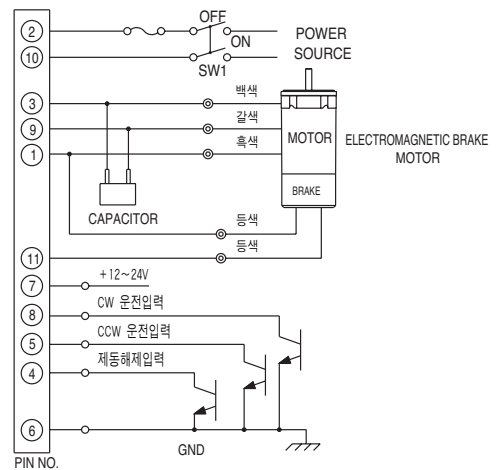 OFF
2
ON
POWER
SOURCE
10
SW1
3
백색
9
갈색
MOTOR
ELECTROMAGNETIC BRAKE
MOTOR
1
흑색
BRAKE
CAPACITOR
등색
등색
11
+12~24V
7
CW 운전입력
8
CCW 운전입력
5
제동해제입력
4
6
GND
PIN NO.